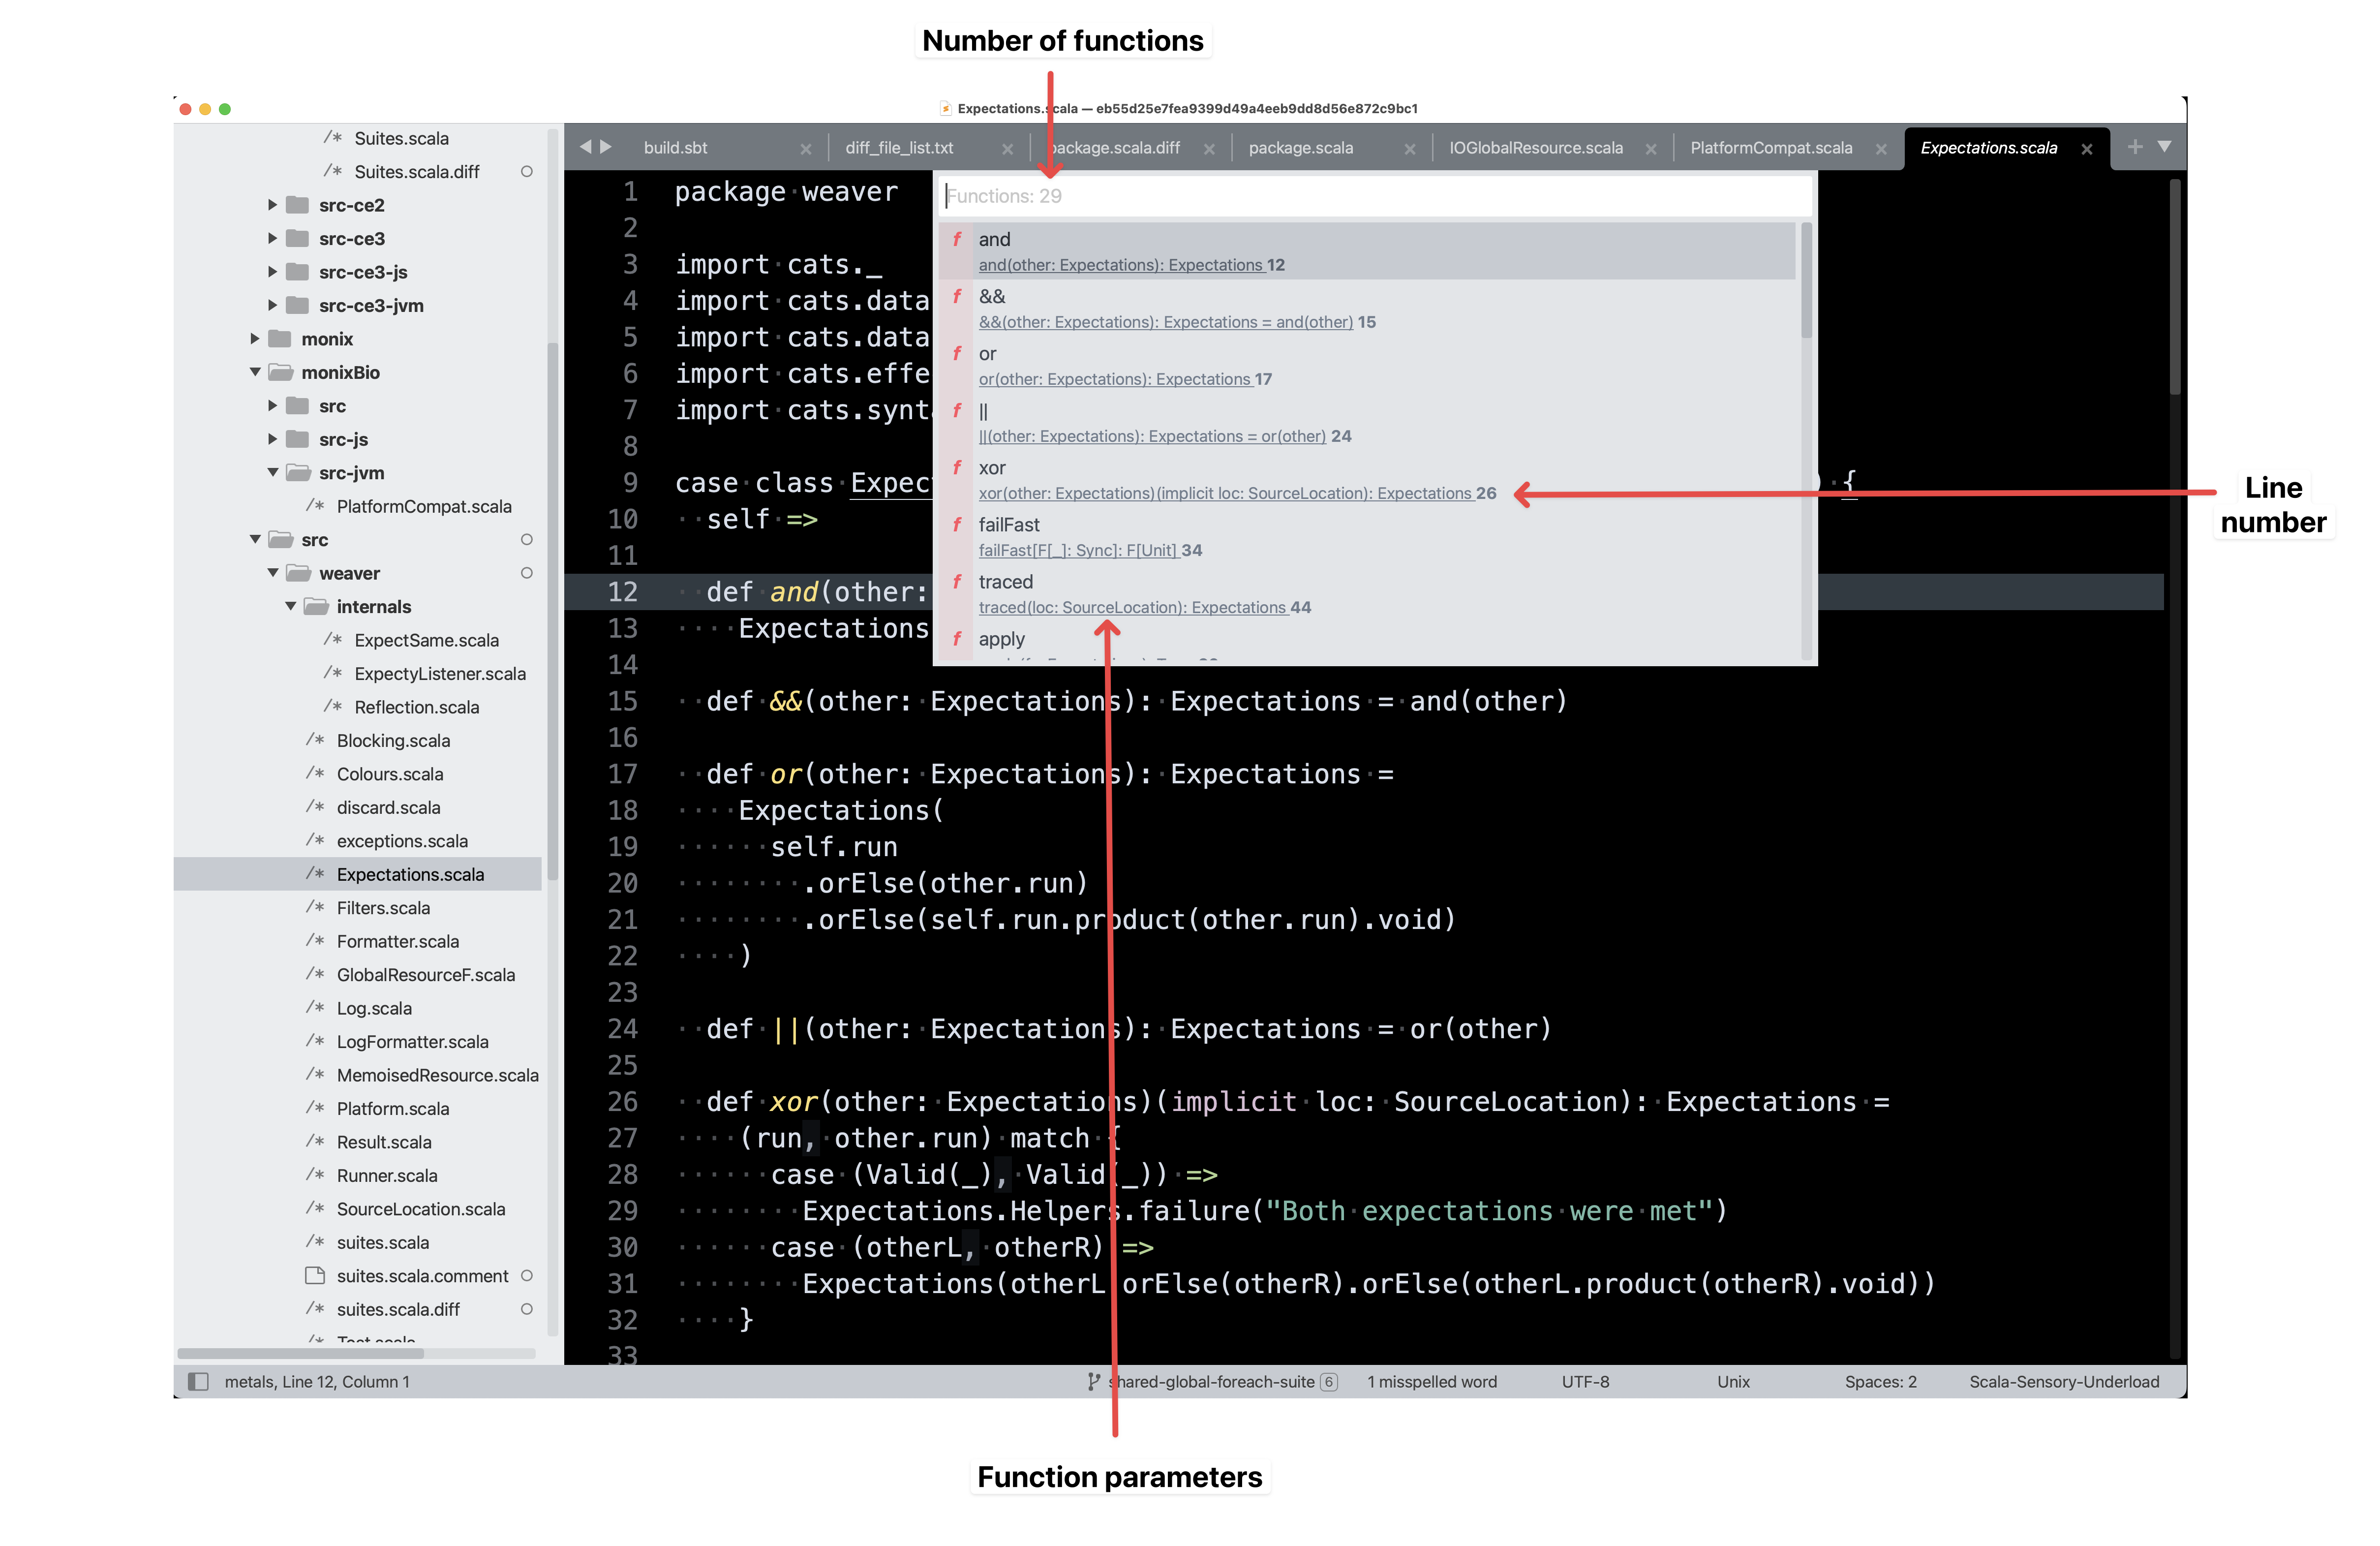 Number of functions
Expectations.scala — eb55d25e7fea9399d49a4eeb9dd8d56e872c9bc1
Suites.scala
Suites.scala.diff
src-ce2
src-ce3
src-ce3-js
src-ce3-jvm
monix
monixBio
src
src-js
src-jvm
PlatformCompat.scala
src
weaver
internals
ExpectSame.scala
ExpectyListener.scala
Reflection.scala
Blocking.scala
Colours.scala
discard.scala
exceptions.scala
Expectations.scala
Filters.scala
Formatter.scala
GlobalResourceF.scala
Log.scala
LogFormatter.scala
MemoisedResource.scala
Platform.scala
Result.scala
Runner.scala
SourceLocation.scala
suites.scala
suites.scala.comment
suites.scala.diff
Test.scala
build.sbt diff_file_list.txt package.scala.diff package.scala IOGlobalResource.scala PlatformCompat.scala Expectations.scala
Functions: 29
f and
and(other: Expectations): Expectations 12
f &&
&&(other: Expectations): Expectations = and(other) 15
f or
or(other: Expectations): Expectations 17
f ||
||(other: Expectations): Expectations = or(other) 24
f xor
xor(other: Expectations)(implicit loc: SourceLocation): Expectations 26
f failFast
failFast[F[_]: Sync]: F[Unit] 34
f traced
traced(loc: SourceLocation): Expectations 44
f apply
1 package weaver
2
3 import cats._
4 import cats.data
5 import cats.data
6 import cats.effe
7 import cats.synt
8
9 case class Expec ) {
10 self =>
11
12 def and(other:
13 Expectations
14
15 def &&(other: Expectations): Expectations = and(other)
16
17 def or(other: Expectations): Expectations =
18 Expectations(
19 self.run
20 .orElse(other.run)
21 .orElse(self.run.product(other.run).void)
22 )
23
24 def ||(other: Expectations): Expectations = or(other)
25
26 def xor(other: Expectations)(implicit loc: SourceLocation): Expectations =
27 (run, other.run) match {
28 case (Valid(_), Valid(_)) =>
29 Expectations.Helpers.failure("Both expectations were met")
30 case (otherL, otherR) =>
31 Expectations(otherL.orElse(otherR).orElse(otherL.product(otherR).void))
32 }
33
Line
number
metals, Line 12, Column 1 shared-global-foreach-suite 6 1 misspelled word UTF-8 Unix Spaces: 2 Scala-Sensory-Underload
Function parameters